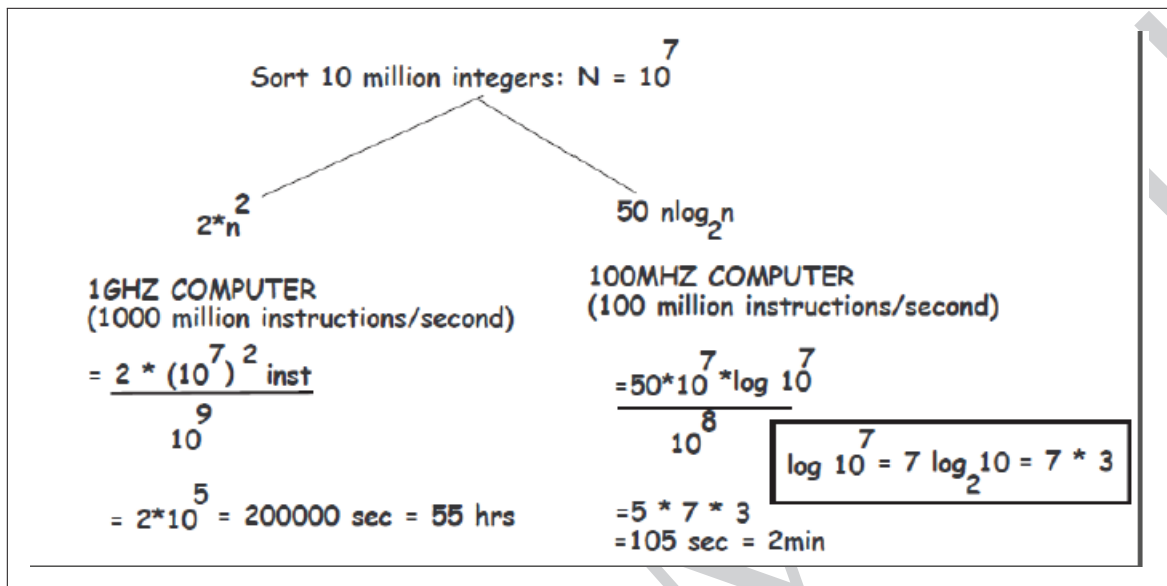 Sort 10 million integers: N = 10^7
2*n^2
1GHZ COMPUTER
(1000 million instructions/second)
= 2 * (10^7)^2 inst
10^9
= 2*10^5 = 200000 sec = 55 hrs
50 nlog_2n
100MHZ COMPUTER
(100 million instructions/second)
=50*10^7 *log 10^7
10^8
log 10^7 = 7 log_2 10 = 7 * 3
=5 * 7 * 3
=105 sec = 2min